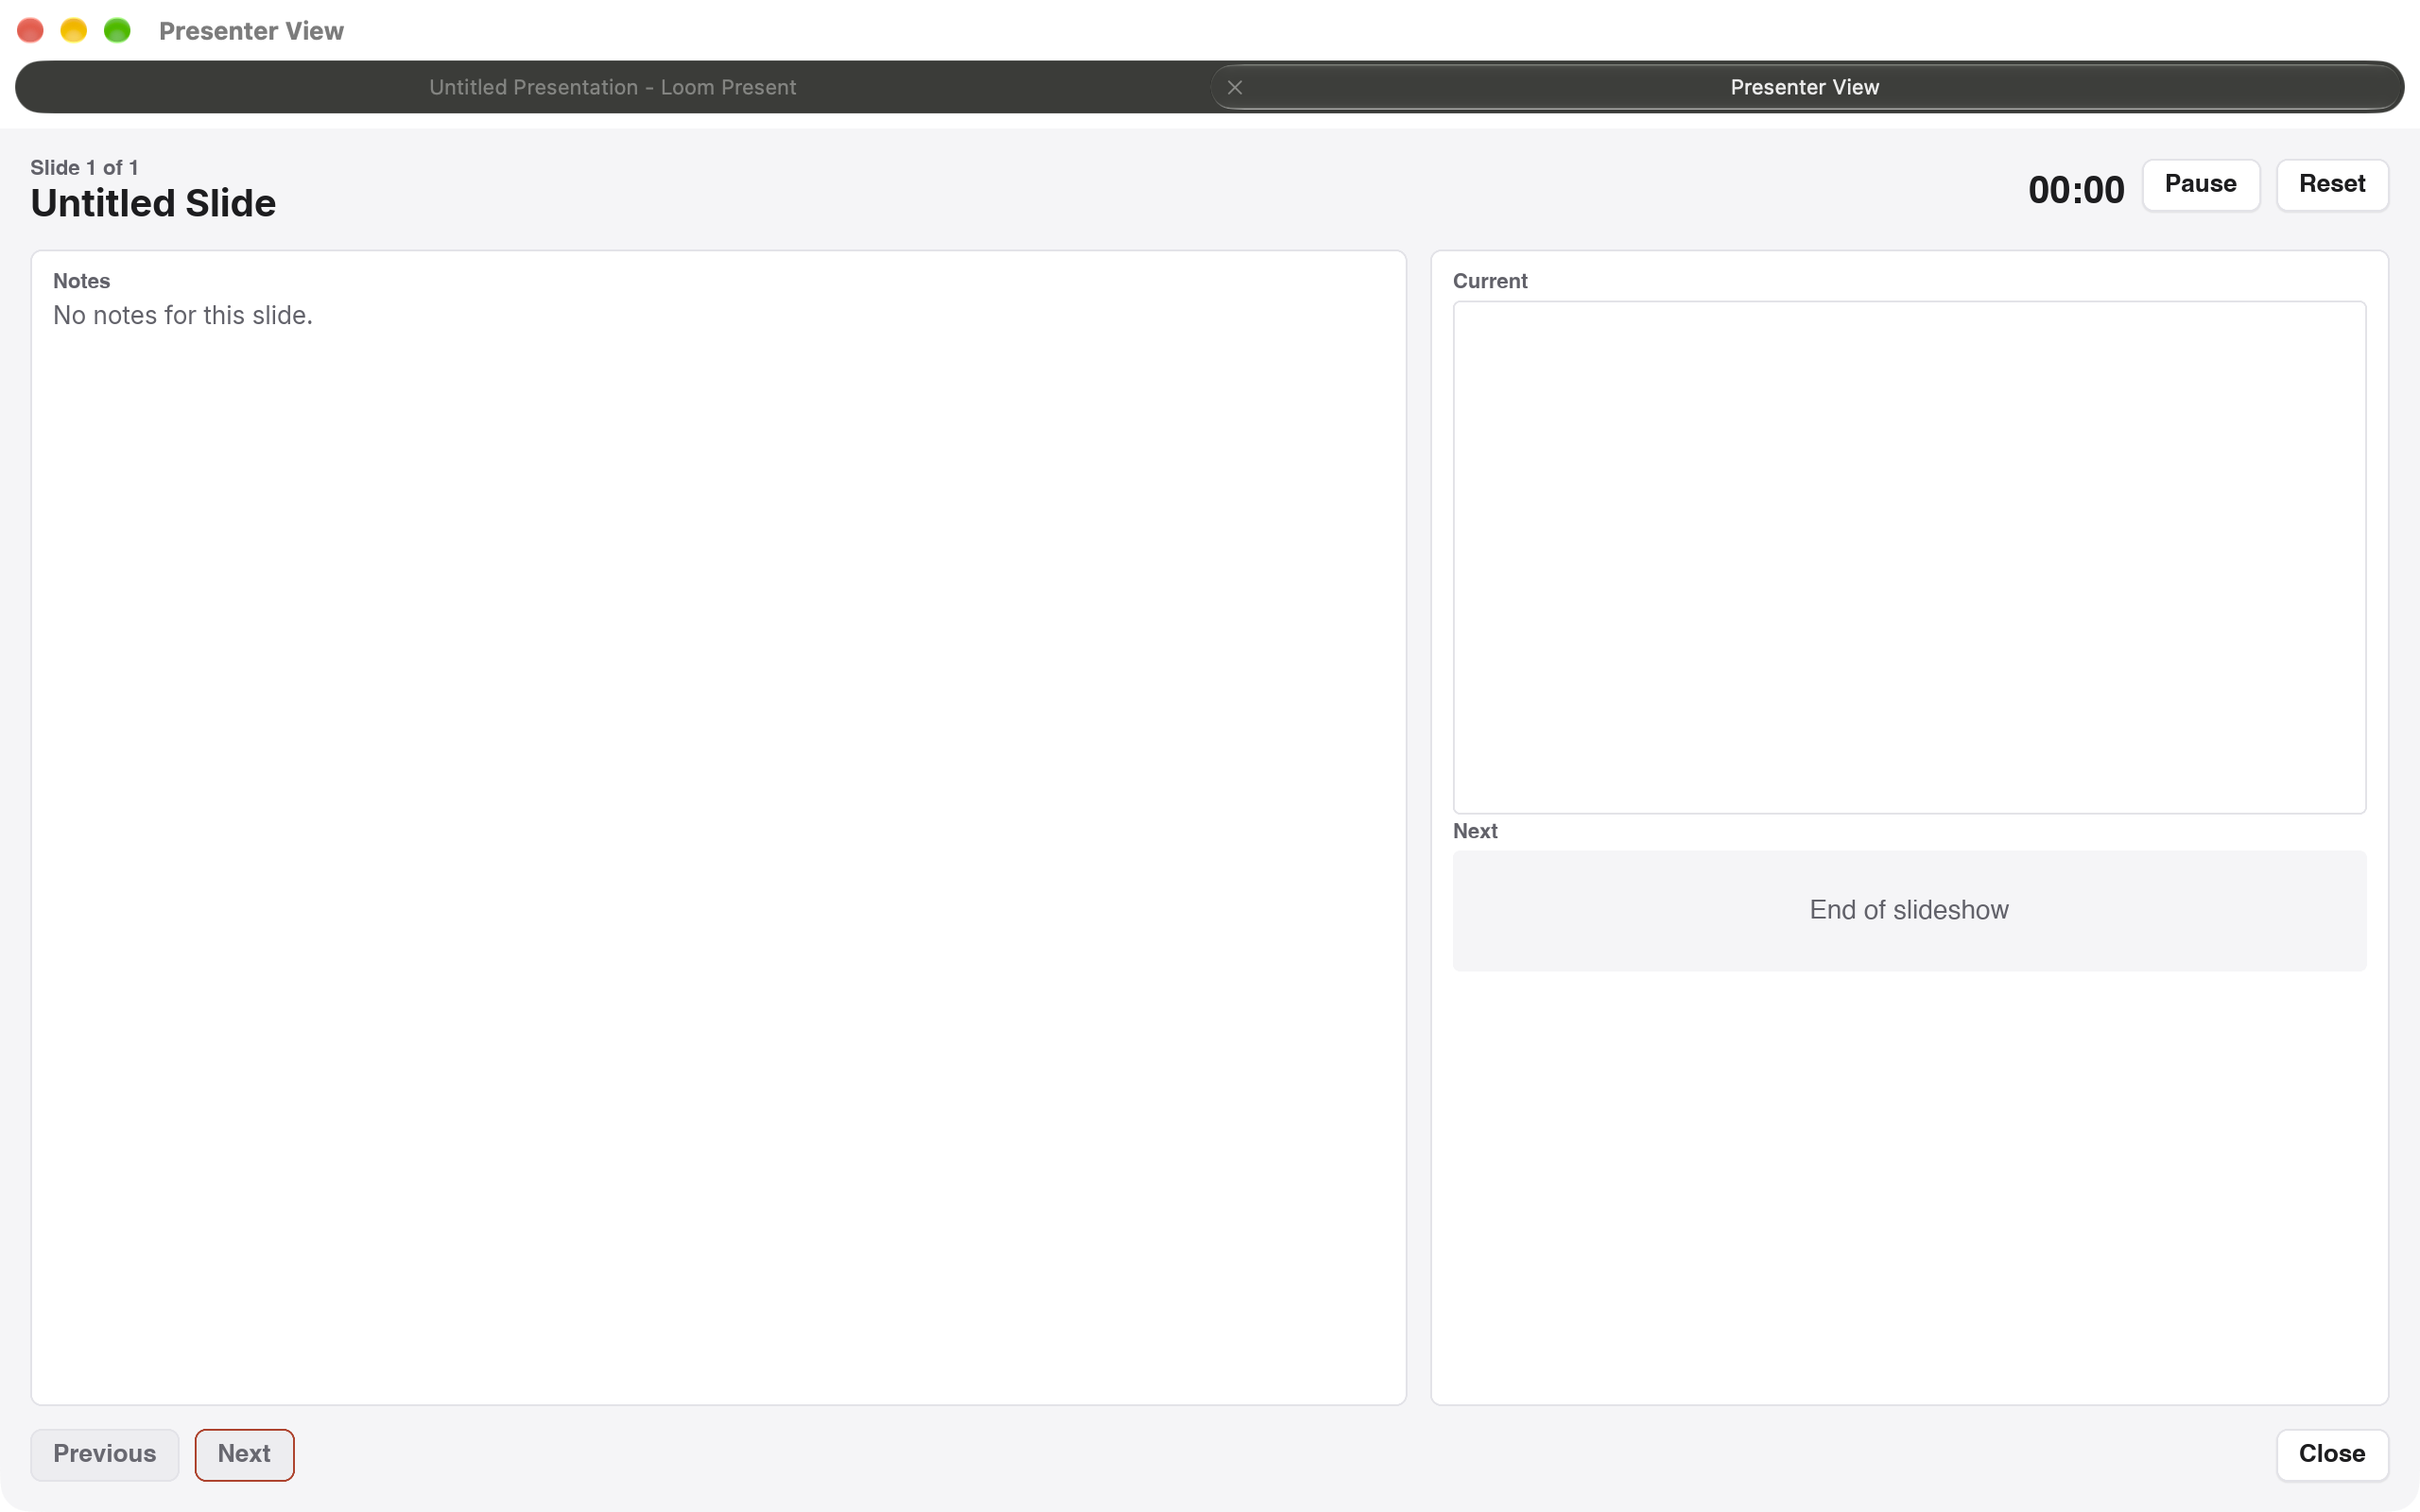 Presenter View
Untitled Presentation - Loom Present
Presenter View
Slide 1 of 1
Untitled Slide
00:00
Pause
Reset
Notes
No notes for this slide.
Current
Next
End of slideshow
Previous
Next
Close